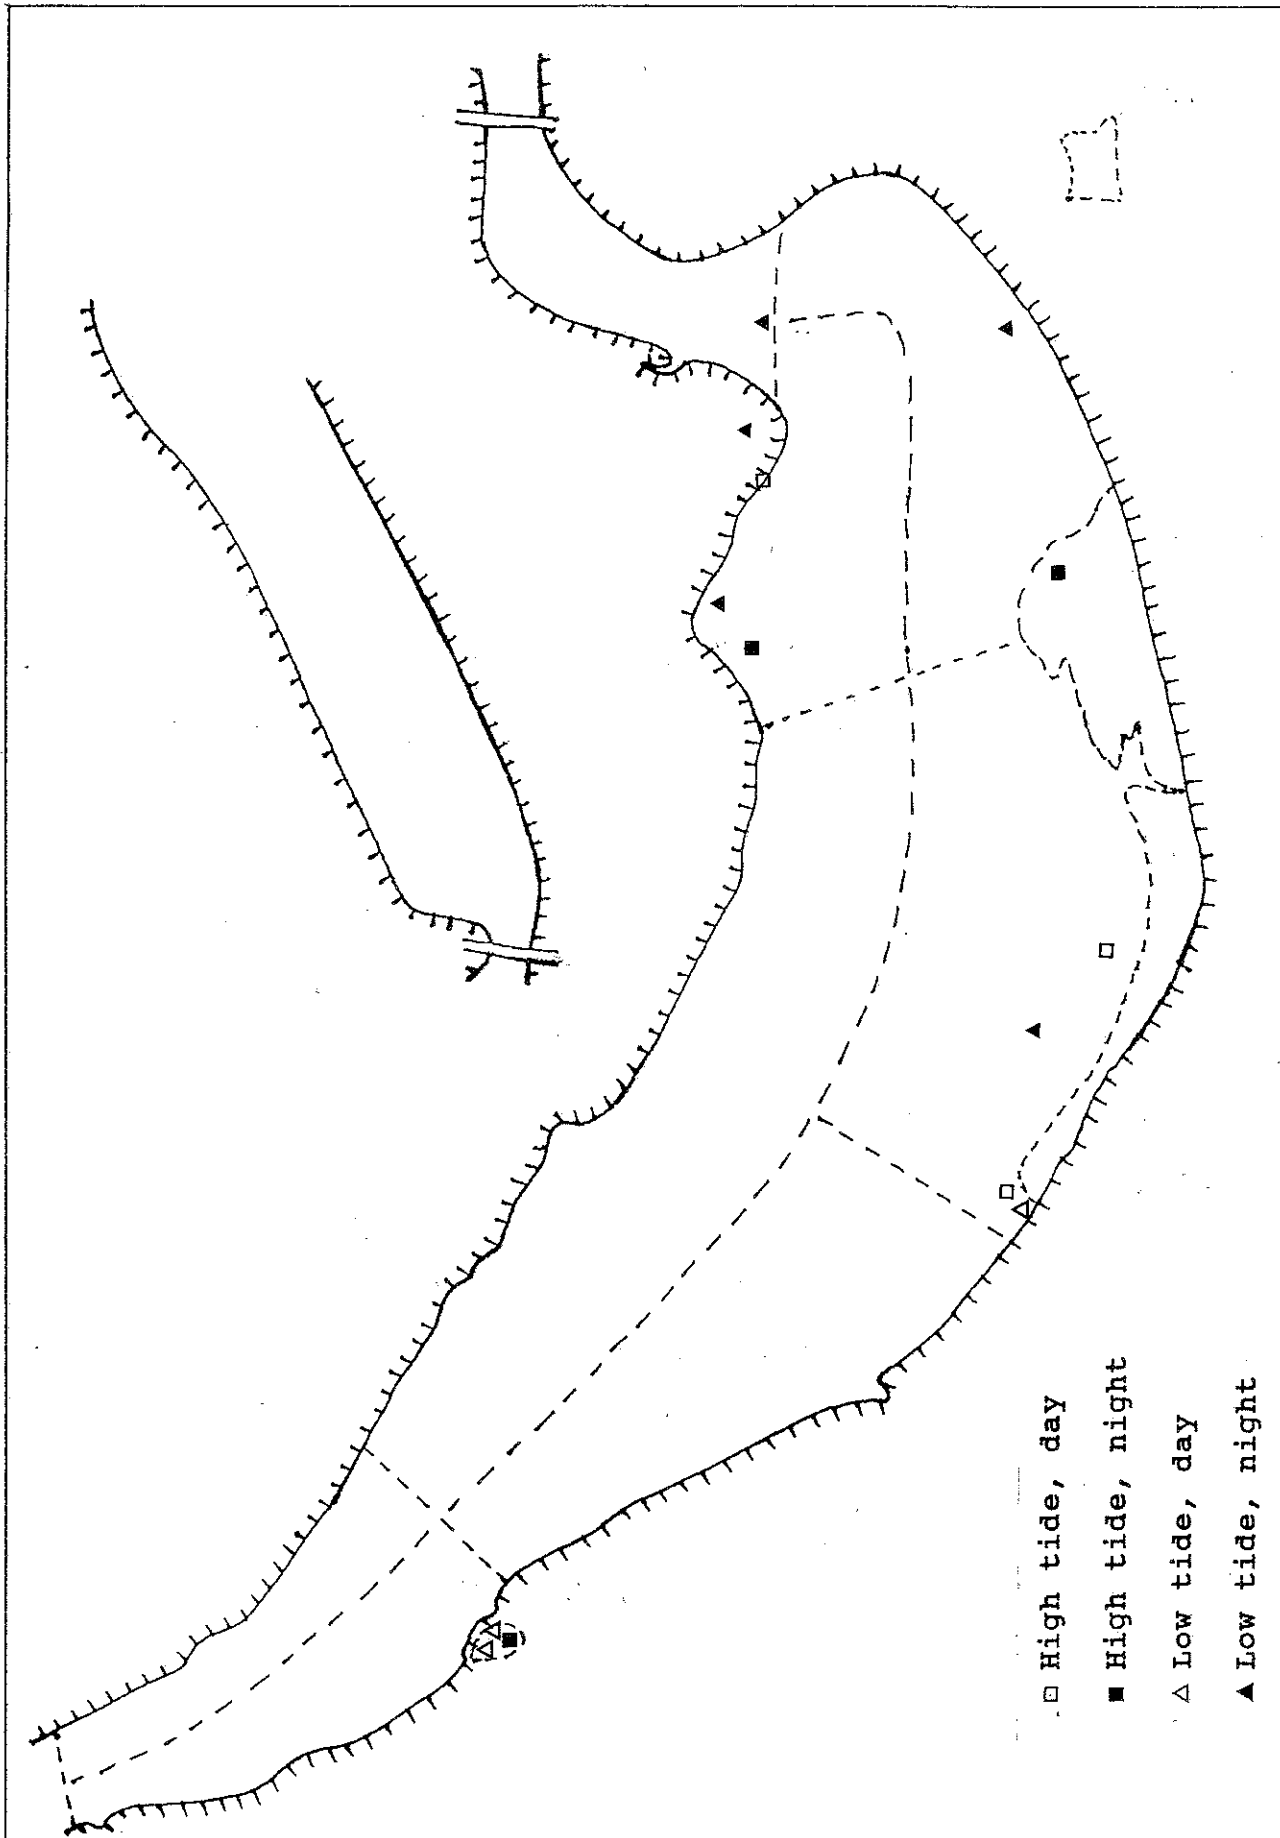 □ High tide, day
■ High tide, night
△ Low tide, day
▲ Low tide, night